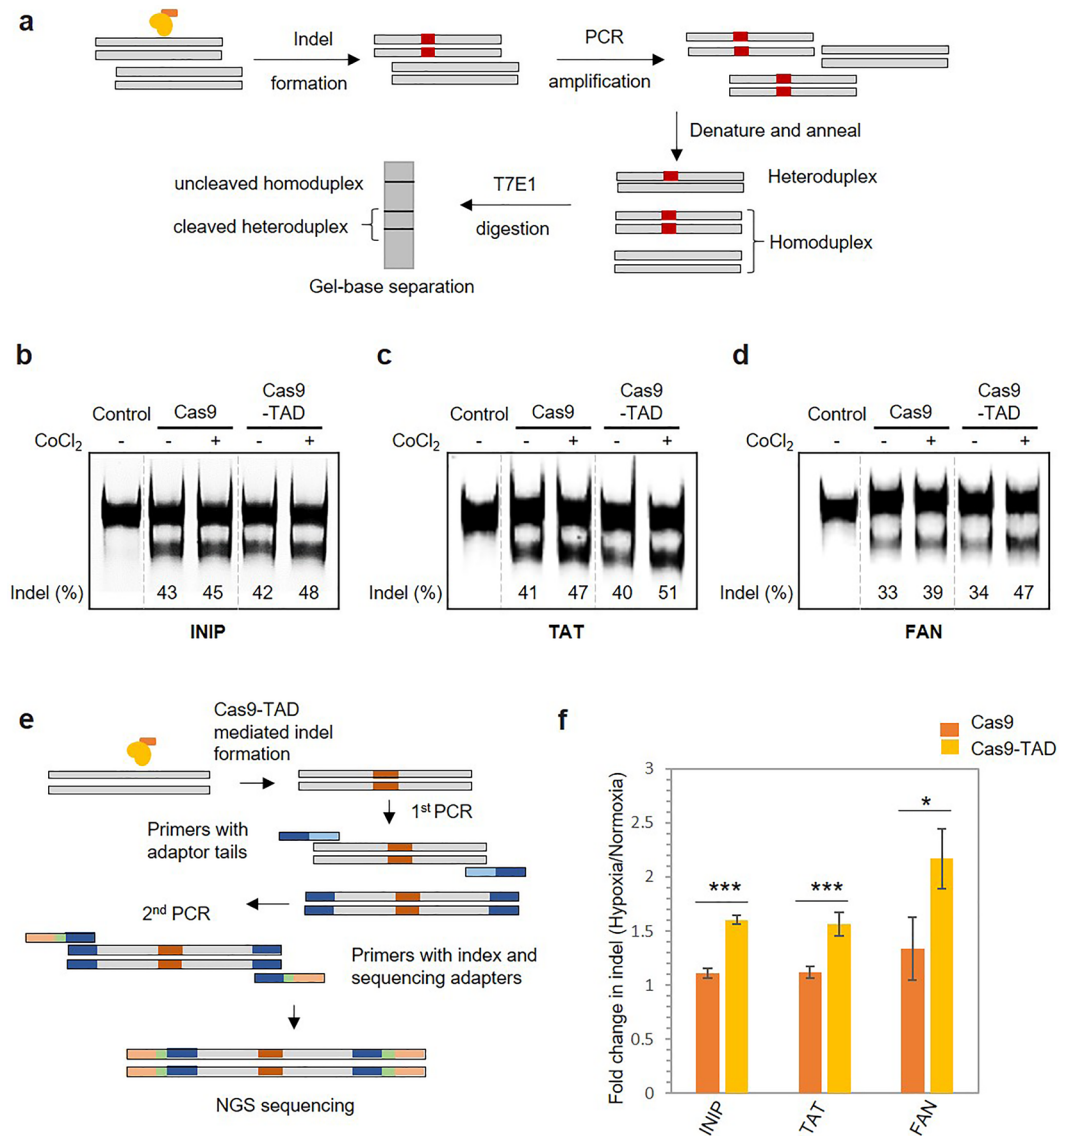 a
Indel
formation
PCR
amplification
Denature and anneal
Heteroduplex
Homoduplex
T7E1
digestion
uncleaved homoduplex
cleaved heteroduplex
Gel-base separation
b
Control
Cas9
Cas9
-TAD
CoCl2
- - + - +
Indel (%)
43 45 42 48
INIP
c
Control
Cas9
Cas9
-TAD
CoCl2
- - + - +
Indel (%)
41 47 40 51
TAT
d
Control
Cas9
Cas9
-TAD
CoCl2
- - + - +
Indel (%)
33 39 34 47
FAN
e
Cas9-TAD
mediated indel
formation
1st PCR
Primers with
adaptor tails
2nd PCR
Primers with index and
sequencing adapters
NGS sequencing
f
Cas9
Cas9-TAD
Fold change in indel (Hypoxia/Normoxia)
3
2.5
2
1.5
1
0.5
0
***
***
*
INIP
TAT
FAN